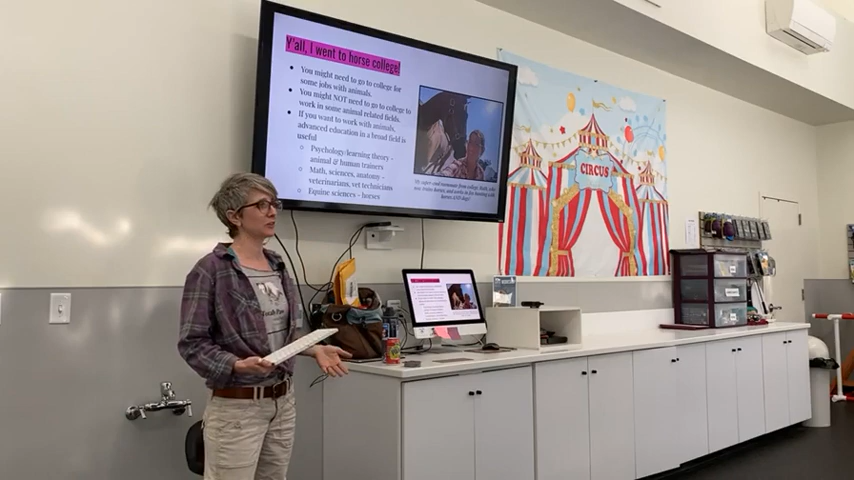 Y'all, I went to horse college!
• You might need to go to college for
some jobs with animals.
• You might NOT need to go to college to
work in some animal related fields.
• If you want to work with animals,
advanced education in a broad field is
useful
○ Psychology/learning theory -
animal & human trainers
○ Math, sciences, anatomy -
veterinarians, vet technicians
○ Equine sciences - horses
CIRCUS